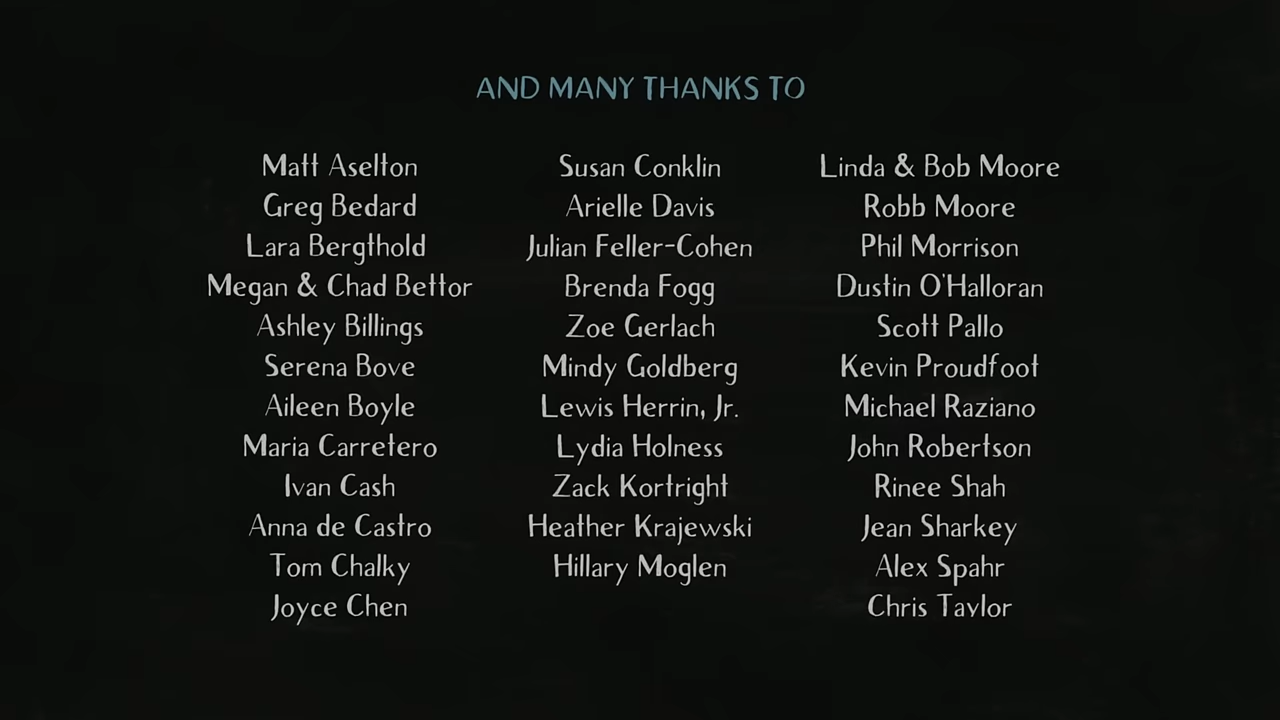 AND MANY THANKS TO
Matt Aselton
Greg Bedard
Lara Bergthold
Megan & Chad Bettor
Ashley Billings
Serena Bove
Aileen Boyle
Maria Carretero
Ivan Cash
Anna de Castro
Tom Chalky
Joyce Chen
Susan Conklin
Arielle Davis
Julian Feller-Cohen
Brenda Fogg
Zoe Gerlach
Mindy Goldberg
Lewis Herrin, Jr.
Lydia Holness
Zack Kortright
Heather Krajewski
Hillary Moglen
Linda & Bob Moore
Robb Moore
Phil Morrison
Dustin O'Halloran
Scott Pallo
Kevin Proudfoot
Michael Raziano
John Robertson
Rinee Shah
Jean Sharkey
Alex Spahr
Chris Taylor